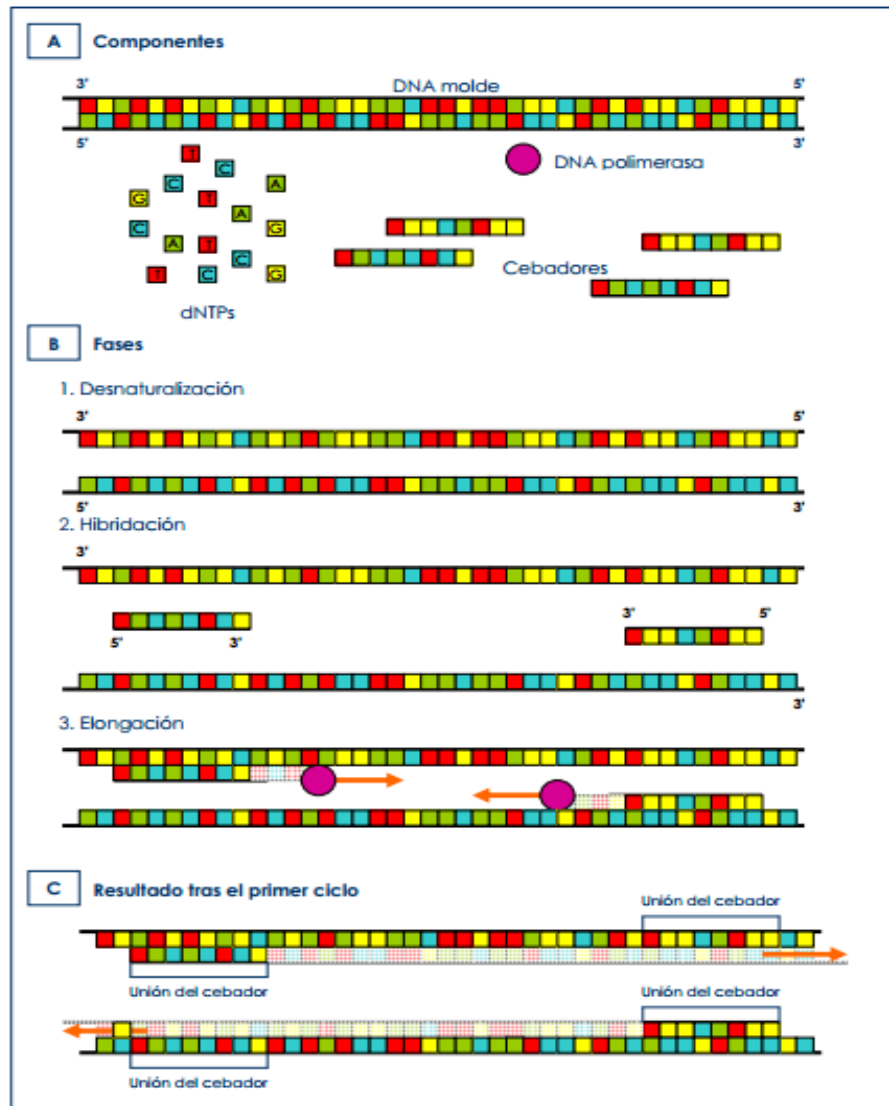 A Componentes
3' DNA molde 5'
5' 3'
DNA polimerasa
T
C
C A
G T
A
C G
A T
C
T C G
Cebadores
dNTPs
B Fases
1. Desnaturalización
3' 5'
5' 3'
2. Hibridación
3'
3' 5'
5' 3'
3'
3. Elongación
C Resultado tras el primer ciclo
Unión del cebador
Unión del cebador
Unión del cebador
Unión del cebador